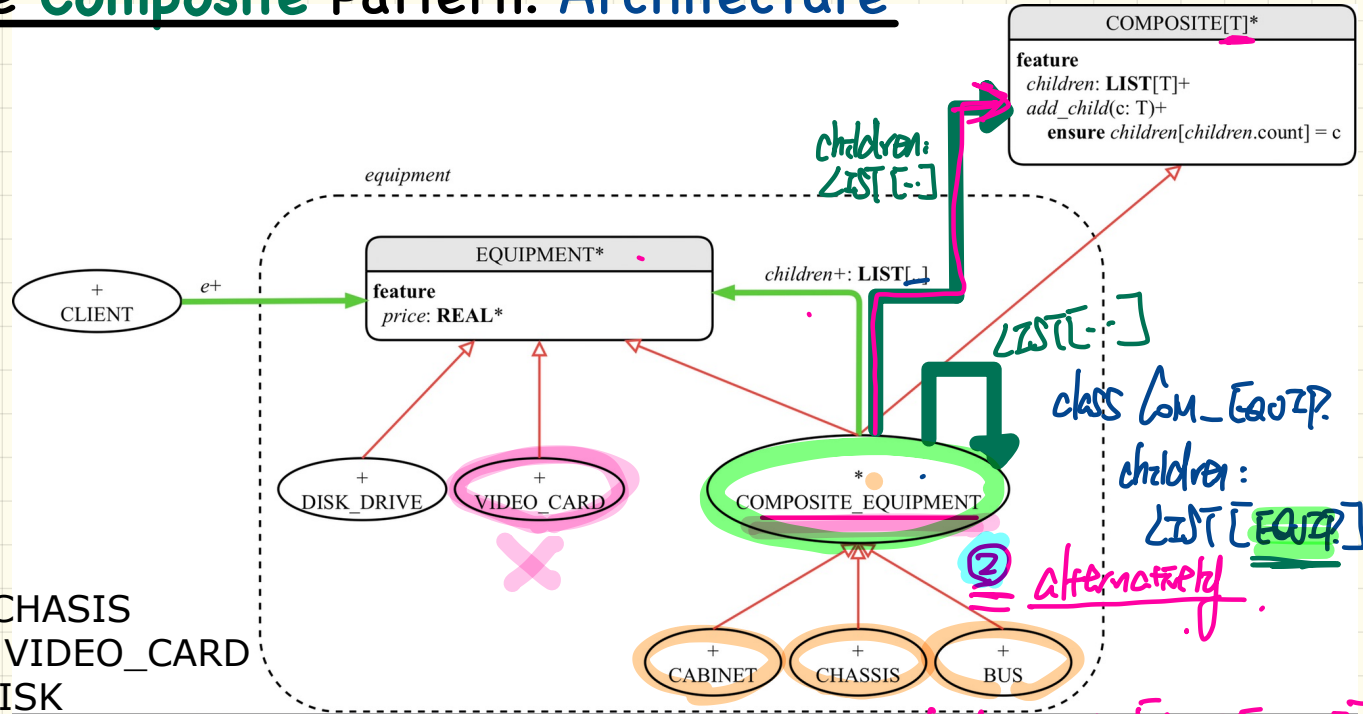 Composite Pattern: Architecture
COMPOSITE[T]*
feature
children: LIST[T]+
add_child(c: T)+
ensure children[children.count] = c
children:
LIST[..]
equipment
EQUIPMENT*
feature
price: REAL*
children+: LIST[..]
+
CLIENT
e+
LIST[..]
class COM_EQUIP.
children:
LIST[EQUIP.]
+
DISK_DRIVE
+
VIDEO_CARD
*
COMPOSITE_EQUIPMENT
② alternatively
CHASIS
VIDEO_CARD
ISK
+
CABINET
+
CHASSIS
+
BUS